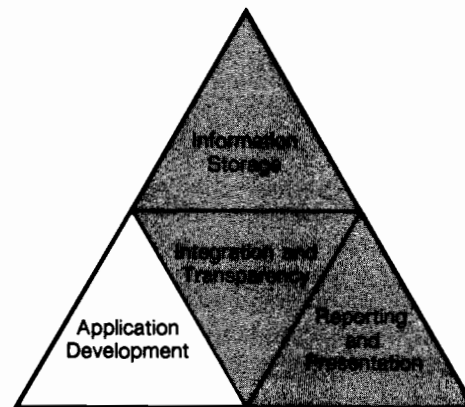 Information
Storage
Integration and
Transparency
Application
Development
Reporting
and
Presentation